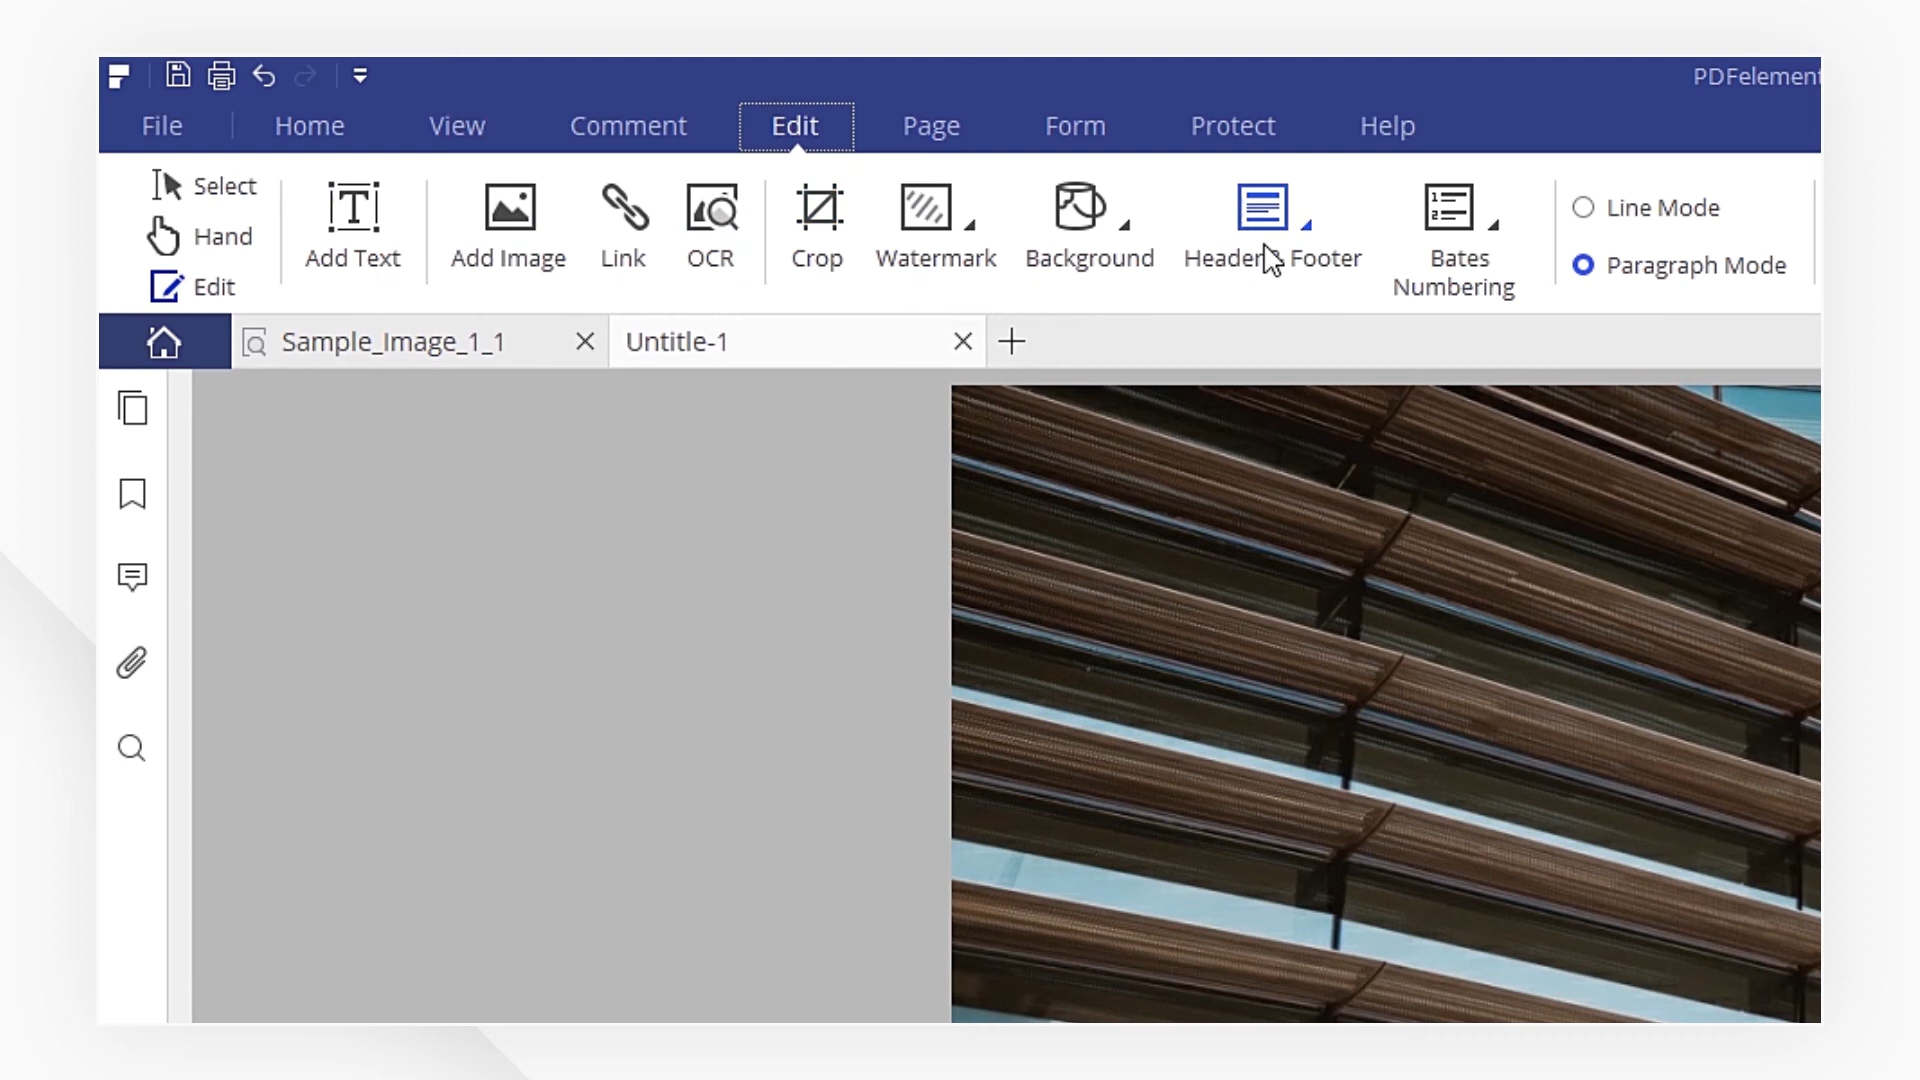 PDFelement
File Home View Comment Edit Page Form Protect Help
Select
Hand
Edit
Add Text
Add Image
Link
OCR
Crop
Watermark
Background
Header Footer
Bates
Numbering
Line Mode
Paragraph Mode
Sample_Image_1_1
Untitle-1